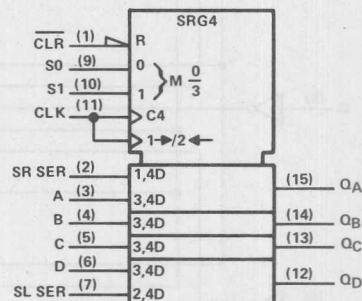 SRG4
CLR (1) R
S0 (9) 0
M 0/3
S1 (10) 1
CLK (11) C4
1→/2←
SR SER (2) 1,4D (15) QA
A (3) 3,4D
B (4) 3,4D (14) QB
C (5) 3,4D (13) QC
D (6) 3,4D (12) QD
SL SER (7) 2,4D